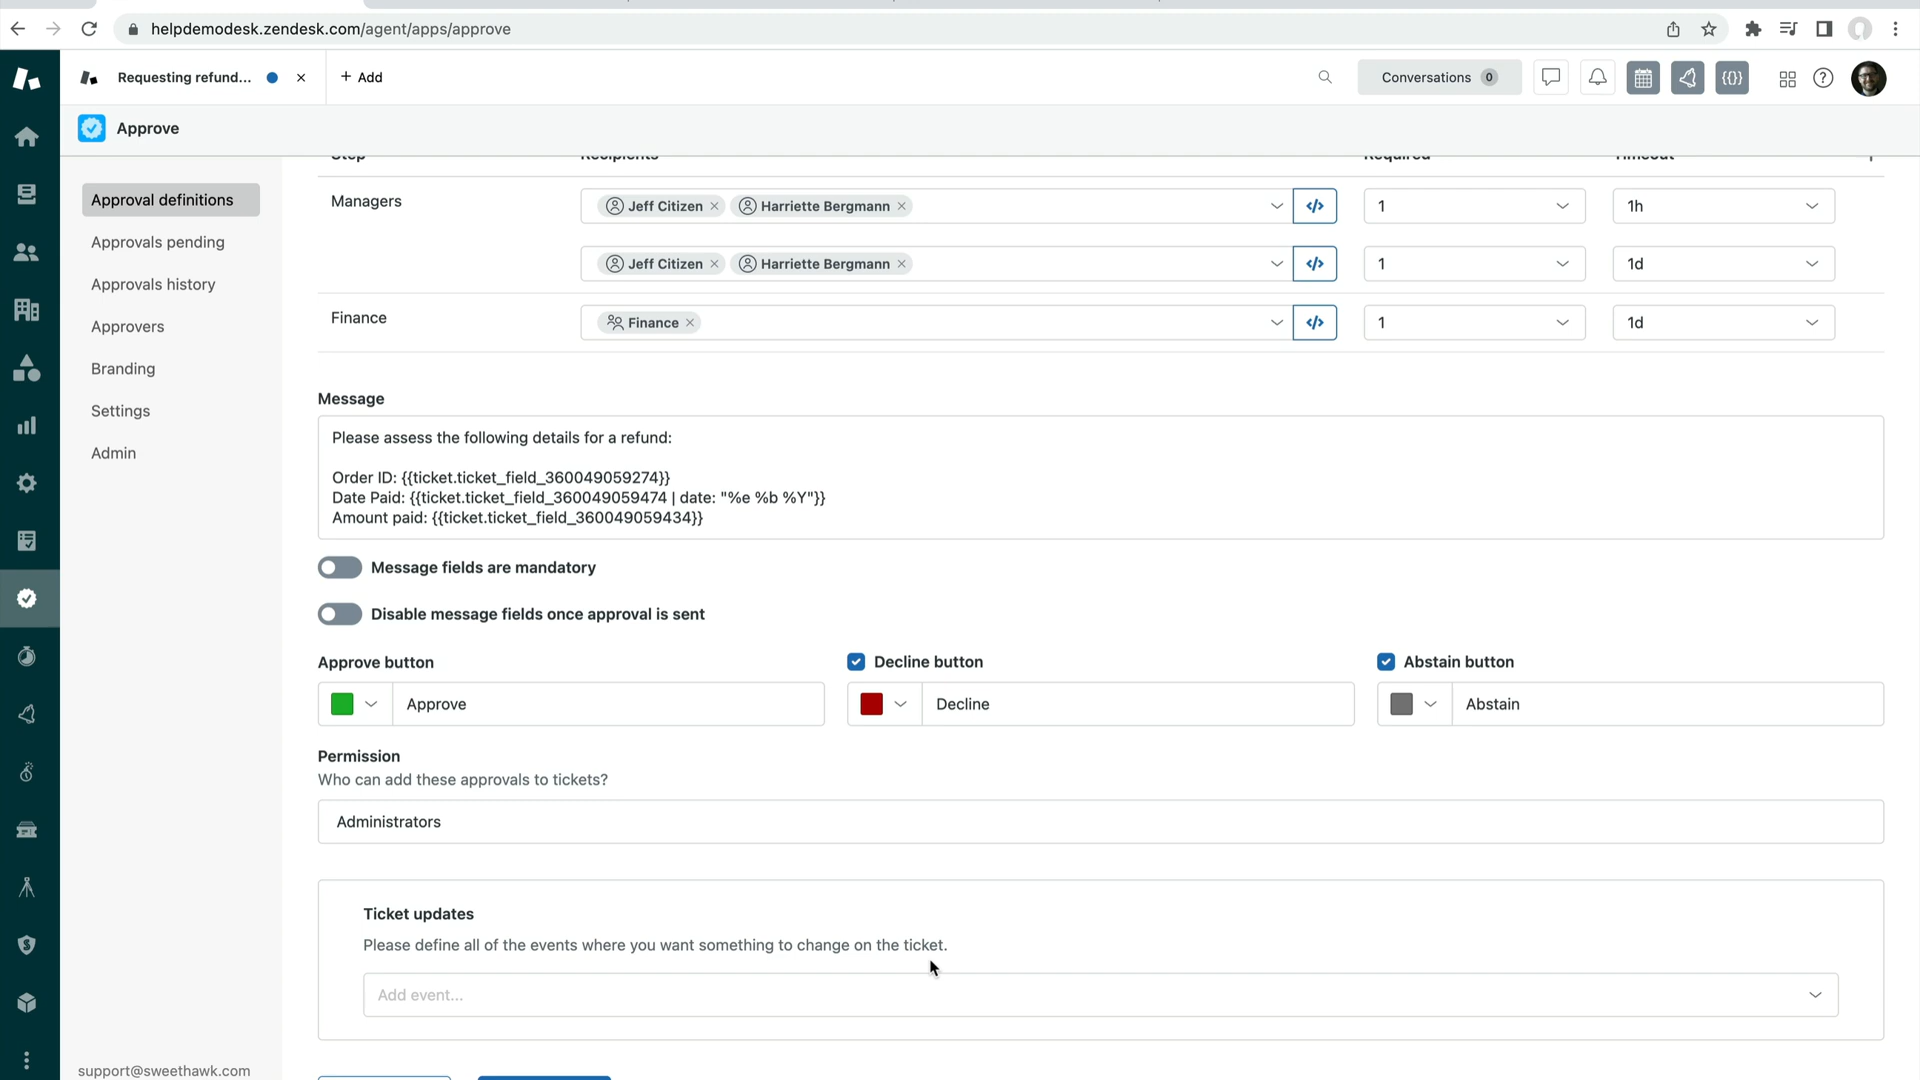 helpdemodesk.zendesk.com/agent/apps/approve
Requesting refund...
+ Add
Conversations 0
Approve
Step Recipients Required Timeout
Approval definitions
Approvals pending
Approvals history
Approvers
Branding
Settings
Admin
Managers Jeff Citizen × Harriette Bergmann × </> 1 1h
Jeff Citizen × Harriette Bergmann × </> 1 1d
Finance Finance × </> 1 1d
Message
Please assess the following details for a refund:
Order ID: {{ticket.ticket_field_360049059274}}
Date Paid: {{ticket.ticket_field_360049059474 | date: "%e %b %Y"}}
Amount paid: {{ticket.ticket_field_360049059434}}
Message fields are mandatory
Disable message fields once approval is sent
Approve button Decline button Abstain button
Approve Decline Abstain
Permission
Who can add these approvals to tickets?
Administrators
Ticket updates
Please define all of the events where you want something to change on the ticket.
Add event...
support@sweethawk.com